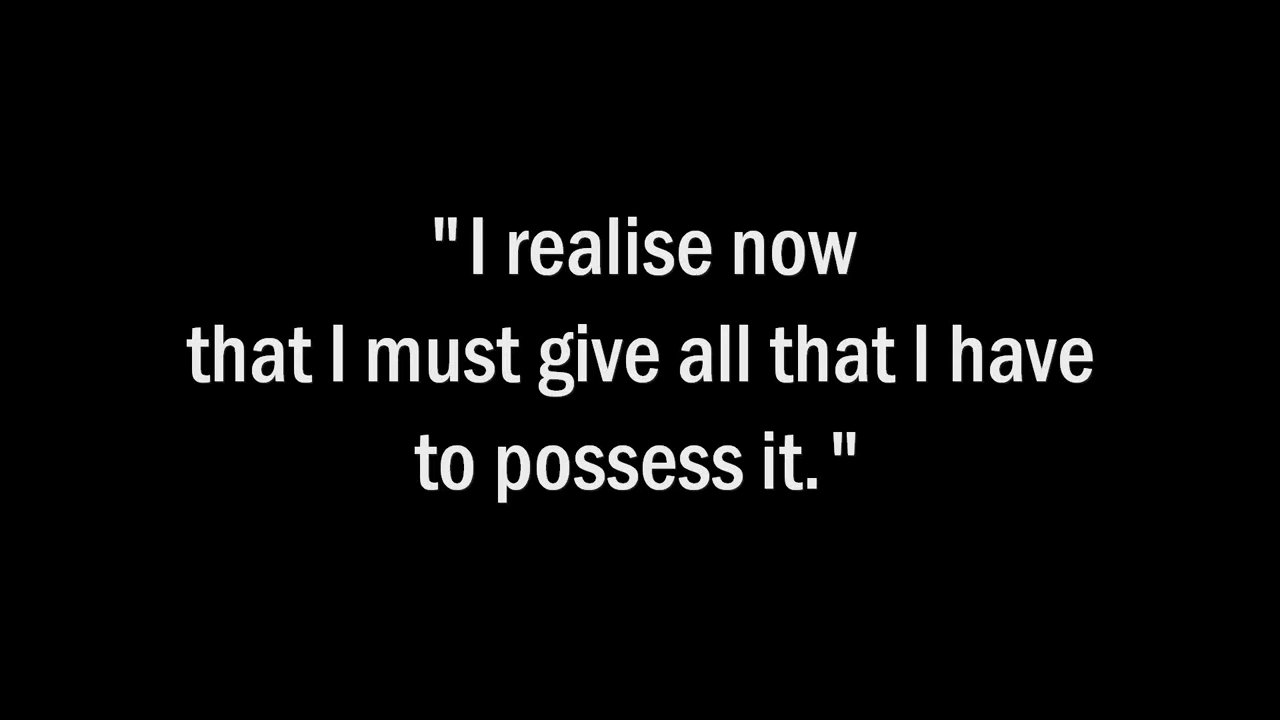 "I realise now
that I must give all that I have
to possess it."